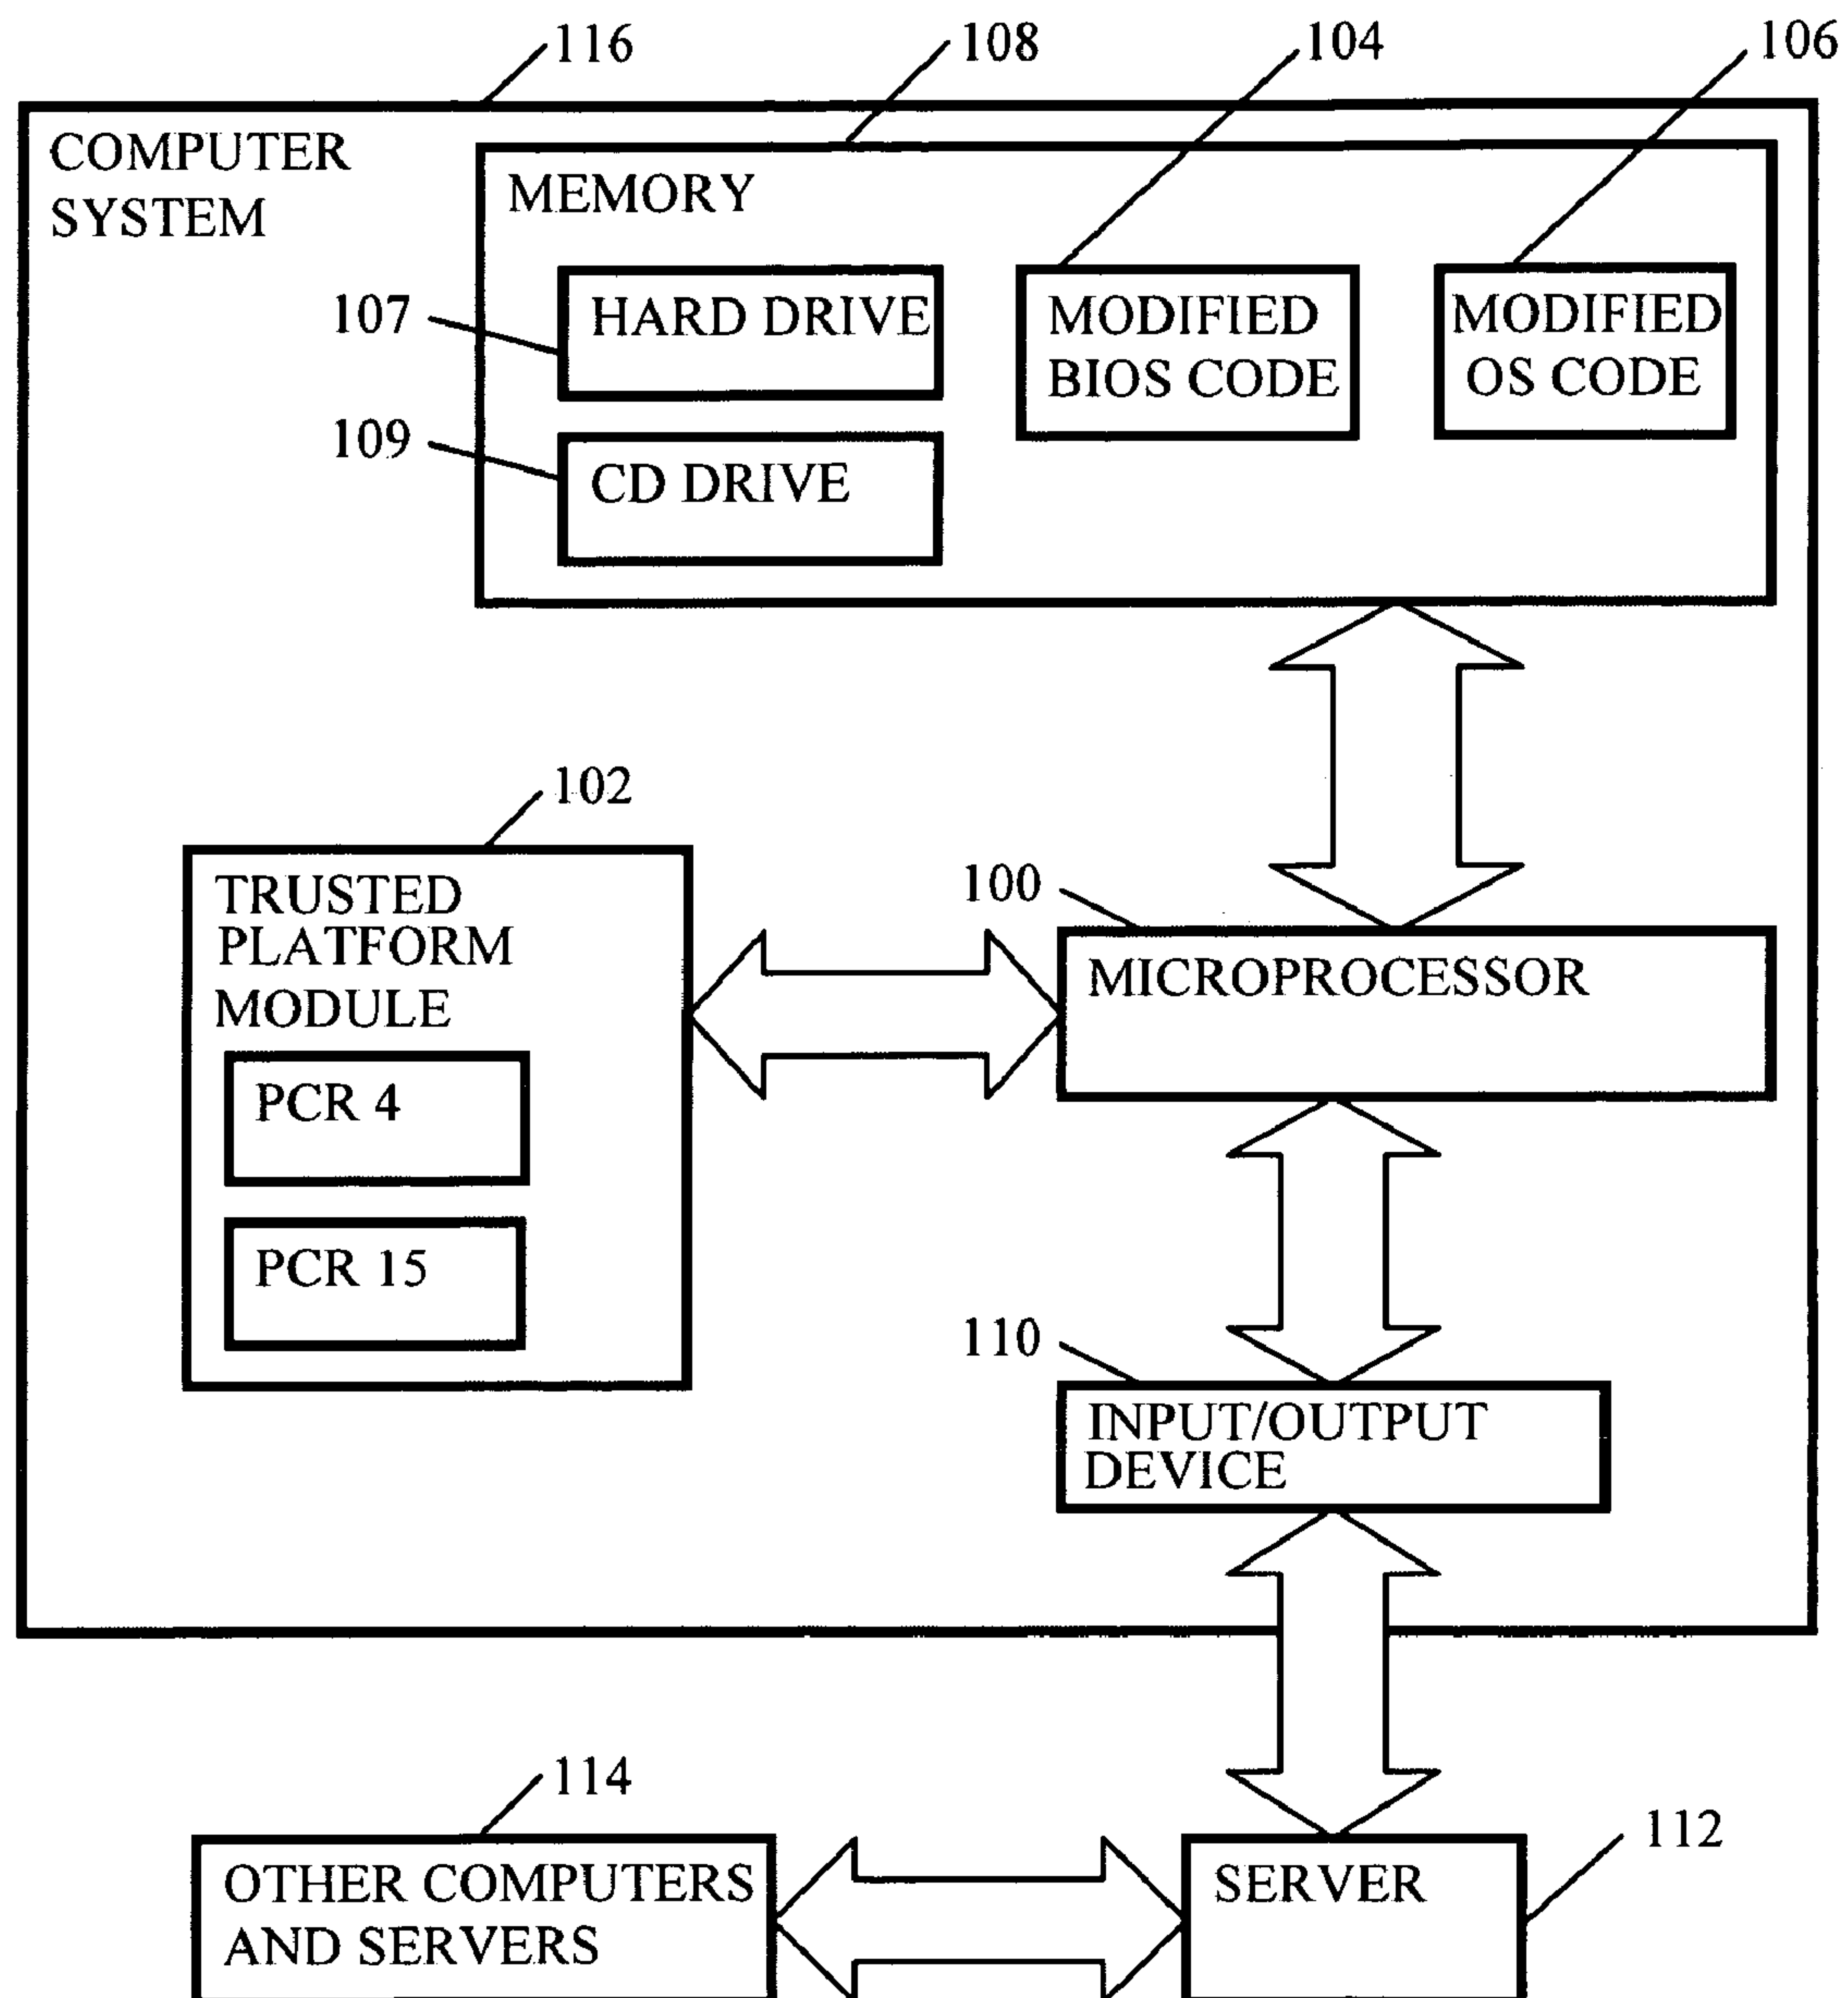 116
108
104
106
COMPUTER
SYSTEM
MEMORY
107
HARD DRIVE
MODIFIED
BIOS CODE
MODIFIED
OS CODE
109
CD DRIVE
102
TRUSTED
PLATFORM
MODULE
PCR 4
PCR 15
100
MICROPROCESSOR
110
INPUT/OUTPUT
DEVICE
114
OTHER COMPUTERS
AND SERVERS
SERVER
112